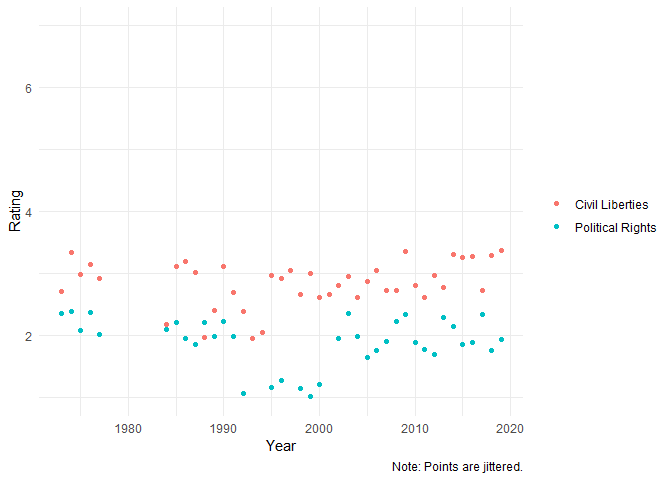 6
4
2
Rating
1980 1990 2000 2010 2020
Year
Civil Liberties
Political Rights
Note: Points are jittered.